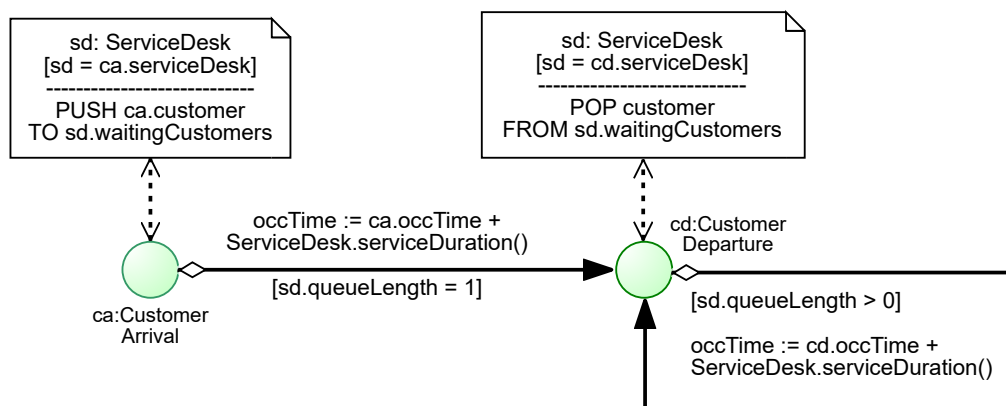 sd: ServiceDesk
[sd = ca.serviceDesk]
---------------------------
PUSH ca.customer
TO sd.waitingCustomers
sd: ServiceDesk
[sd = cd.serviceDesk]
---------------------------
POP customer
FROM sd.waitingCustomers
occTime := ca.occTime +
ServiceDesk.serviceDuration()
[sd.queueLength = 1]
ca:Customer
Arrival
cd:Customer
Departure
[sd.queueLength > 0]
occTime := cd.occTime +
ServiceDesk.serviceDuration()